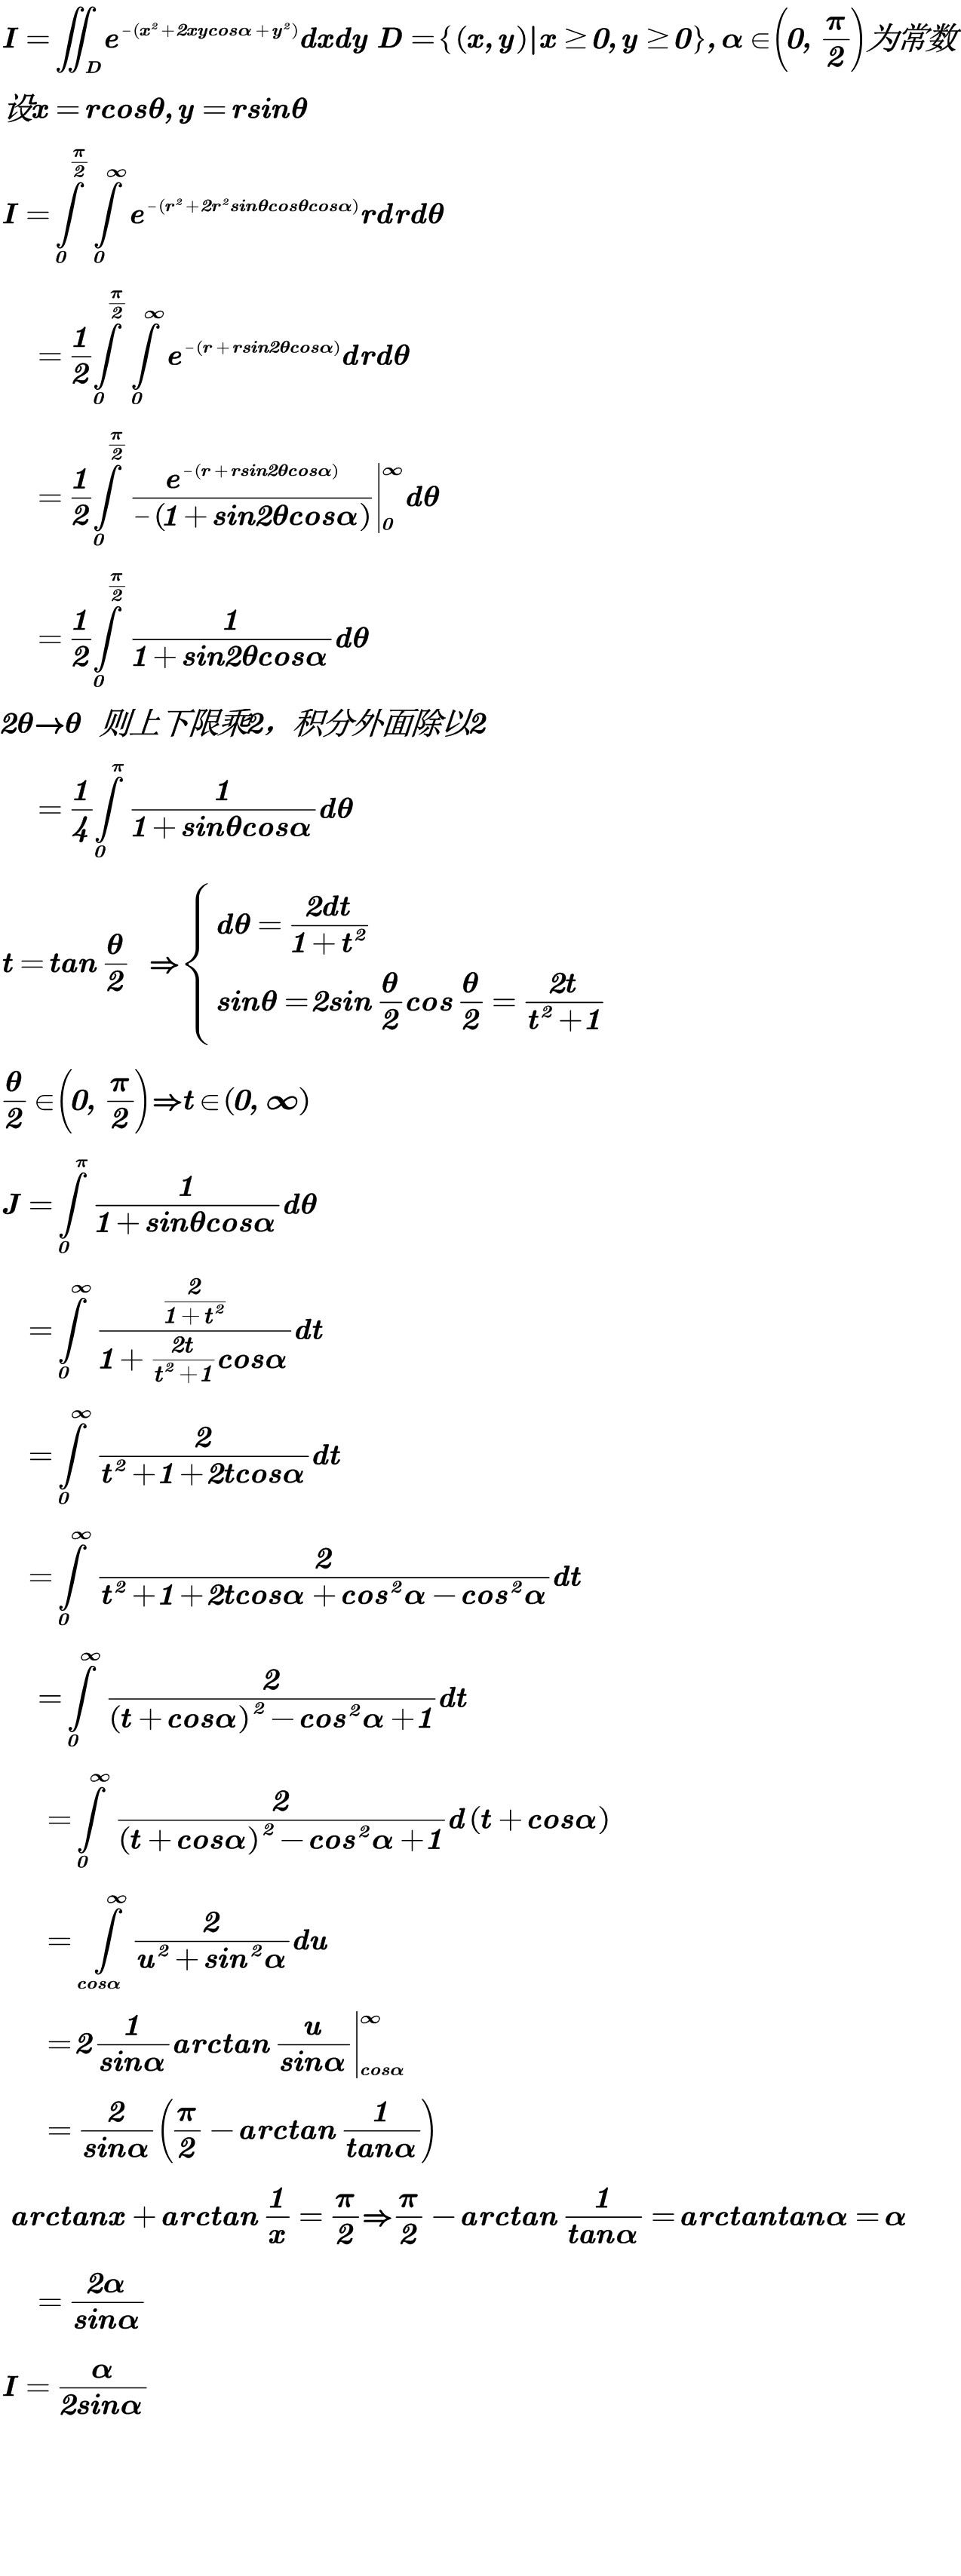 I = ∬_D e^{-(x²+2xycosα+y²)}dxdy D = {(x,y)|x ≥ 0,y ≥ 0}, α ∈ (0, π/2) 为常数
设x = rcosθ, y = rsinθ
I = ∫_0^{π/2} ∫_0^∞ e^{-(r²+2r²sinθcosθcosα)} rdrdθ
= 1/2 ∫_0^{π/2} ∫_0^∞ e^{-(r+rsin2θcosα)} drdθ
= 1/2 ∫_0^{π/2} e^{-(r+rsin2θcosα)}/(-(1+sin2θcosα)) |_0^∞ dθ
= 1/2 ∫_0^{π/2} 1/(1+sin2θcosα) dθ
2θ→θ 则上下限乘2，积分外面除以2
= 1/4 ∫_0^π 1/(1+sinθcosα) dθ
t = tan θ/2 ⇒ { dθ = 2dt/(1+t²)
sinθ = 2sin θ/2 cos θ/2 = 2t/(t²+1)
θ/2 ∈ (0, π/2) ⇒ t ∈ (0, ∞)
J = ∫_0^π 1/(1+sinθcosα) dθ
= ∫_0^∞ (2/(1+t²))/(1+ (2t/(t²+1))cosα) dt
= ∫_0^∞ 2/(t²+1+2tcosα) dt
= ∫_0^∞ 2/(t²+1+2tcosα+cos²α-cos²α) dt
= ∫_0^∞ 2/((t+cosα)²-cos²α+1) dt
= ∫_0^∞ 2/((t+cosα)²-cos²α+1) d(t+cosα)
= ∫_{cosα}^∞ 2/(u²+sin²α) du
= 2 1/sinα arctan u/sinα |_{cosα}^∞
= 2/sinα (π/2 - arctan 1/tanα)
arctanx + arctan 1/x = π/2 ⇒ π/2 - arctan 1/tanα = arctantanα = α
= 2α/sinα
I = α/2sinα